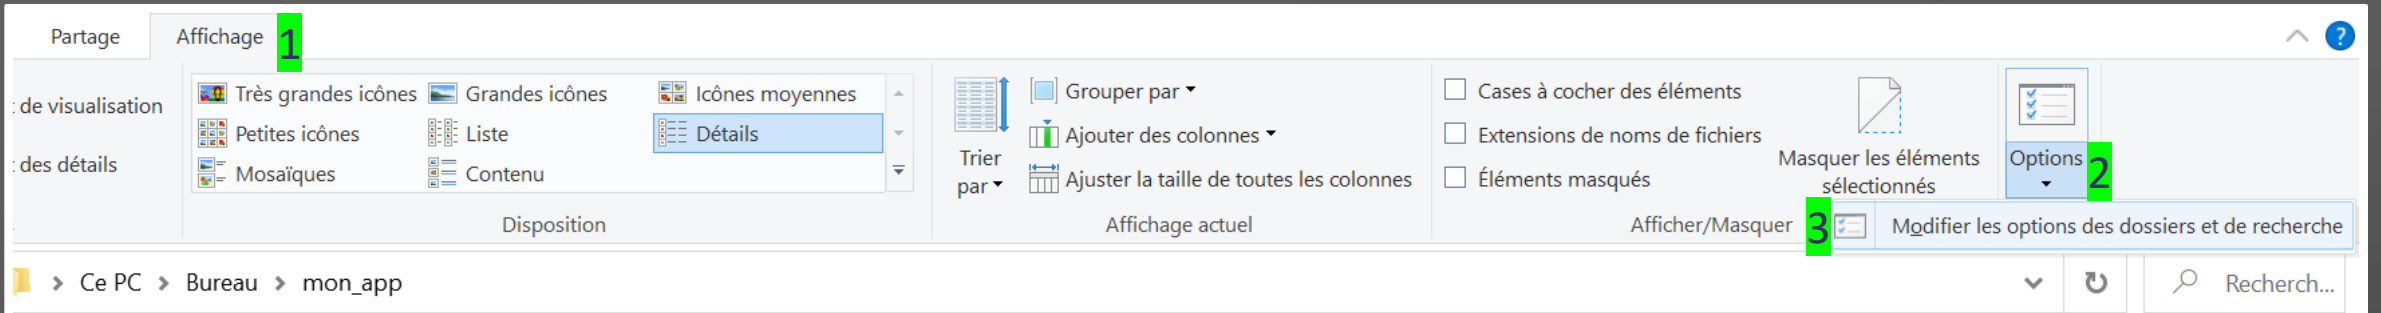 Partage Affichage 1 ?
t de visualisation
t des détails
Très grandes icônes Grandes icônes Icônes moyennes
Petites icônes Liste Détails
Mosaïques Contenu
Disposition
Trier
par
Grouper par
Ajouter des colonnes
Ajuster la taille de toutes les colonnes
Affichage actuel
Cases à cocher des éléments
Extensions de noms de fichiers
Éléments masqués
Masquer les éléments
sélectionnés
Afficher/Masquer
Options 2
3 Modifier les options des dossiers et de recherche
Ce PC > Bureau > mon_app
Recherch...